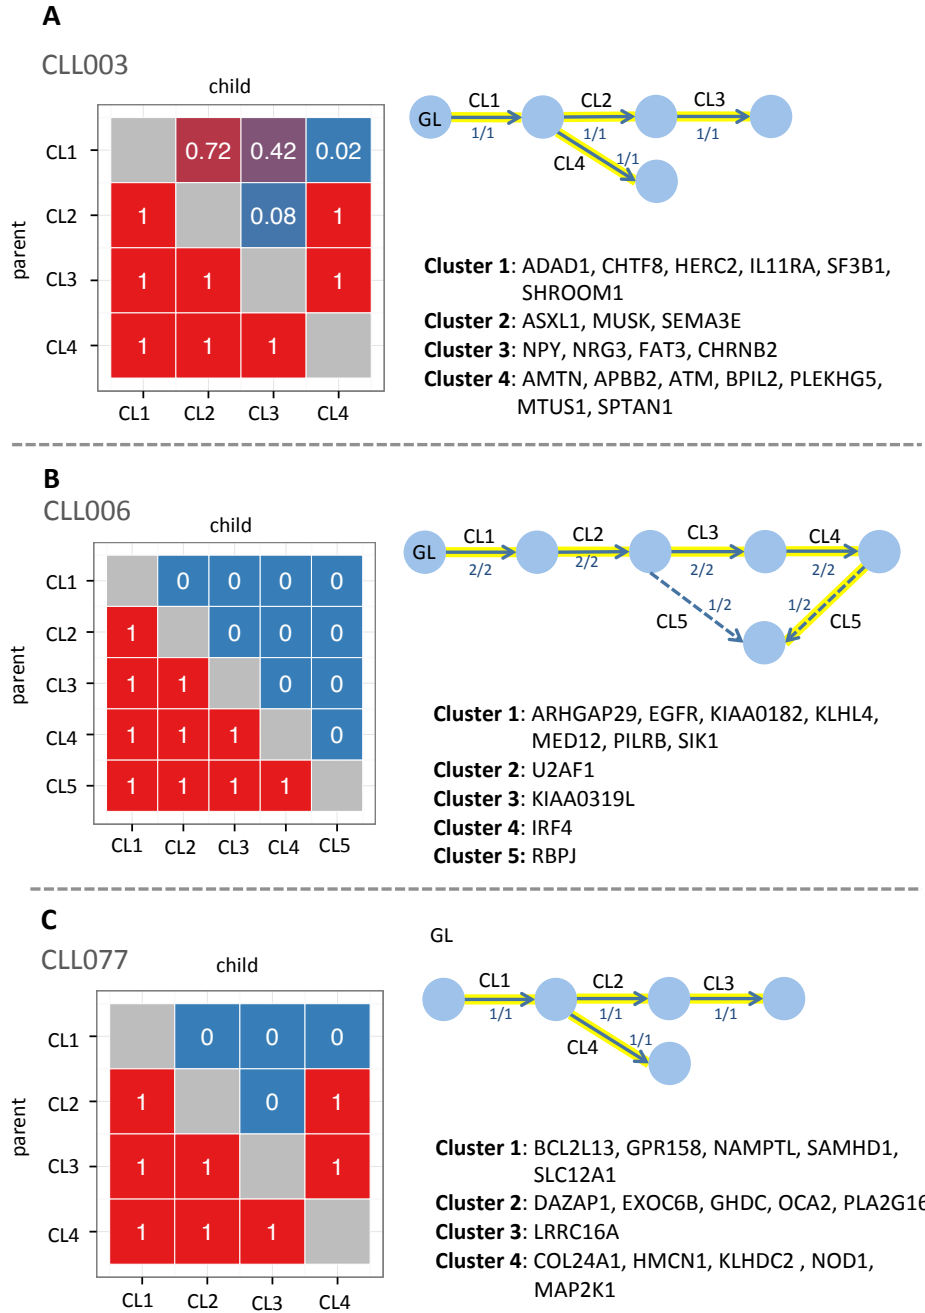 A
CLL003
child
parent
CL1
0.72 0.42 0.02
CL2
1 0.08 1
CL3
1 1 1
CL4
1 1 1
CL1 CL2 CL3 CL4
GL
CL1 CL2 CL3
1/1 1/1 1/1
CL4 1/1
Cluster 1: ADAD1, CHTF8, HERC2, IL11RA, SF3B1,
SHROOM1
Cluster 2: ASXL1, MUSK, SEMA3E
Cluster 3: NPY, NRG3, FAT3, CHRNB2
Cluster 4: AMTN, APBB2, ATM, BPIL2, PLEKHG5,
MTUS1, SPTAN1
B
CLL006
child
parent
CL1
0 0 0 0
CL2
1 0 0 0
CL3
1 1 0 0
CL4
1 1 1 0
CL5
1 1 1 1
CL1 CL2 CL3 CL4 CL5
GL
CL1 CL2 CL3 CL4
2/2 2/2 2/2 2/2
CL5 1/2 1/2 CL5
Cluster 1: ARHGAP29, EGFR, KIAA0182, KLHL4,
MED12, PILRB, SIK1
Cluster 2: U2AF1
Cluster 3: KIAA0319L
Cluster 4: IRF4
Cluster 5: RBPJ
C
CLL077
child
parent
CL1
0 0 0
CL2
1 0 1
CL3
1 1 1
CL4
1 1 1
CL1 CL2 CL3 CL4
GL
CL1 CL2 CL3
1/1 1/1 1/1
CL4 1/1
Cluster 1: BCL2L13, GPR158, NAMPTL, SAMHD1,
SLC12A1
Cluster 2: DAZAP1, EXOC6B, GHDC, OCA2, PLA2G16
Cluster 3: LRRC16A
Cluster 4: COL24A1, HMCN1, KLHDC2 , NOD1,
MAP2K1